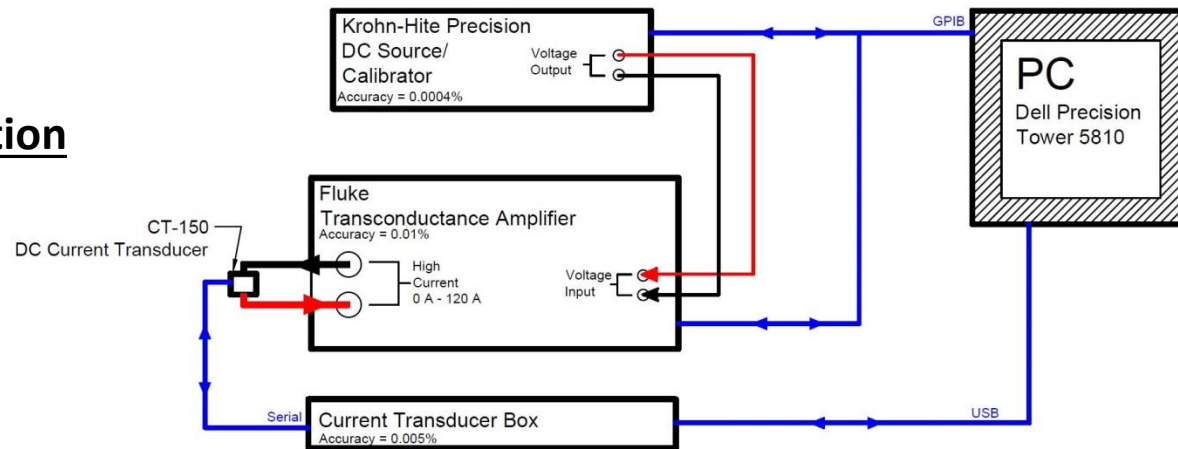 Krohn-Hite Precision
DC Source/
Calibrator
Accuracy = 0.0004%
Voltage
Output
GPIB
PC
Dell Precision
Tower 5810
Fluke
Transconductance Amplifier
Accuracy = 0.01%
CT-150
DC Current Transducer
High
Current
0 A - 120 A
Voltage
Input
Serial
Current Transducer Box
Accuracy = 0.005%
USB